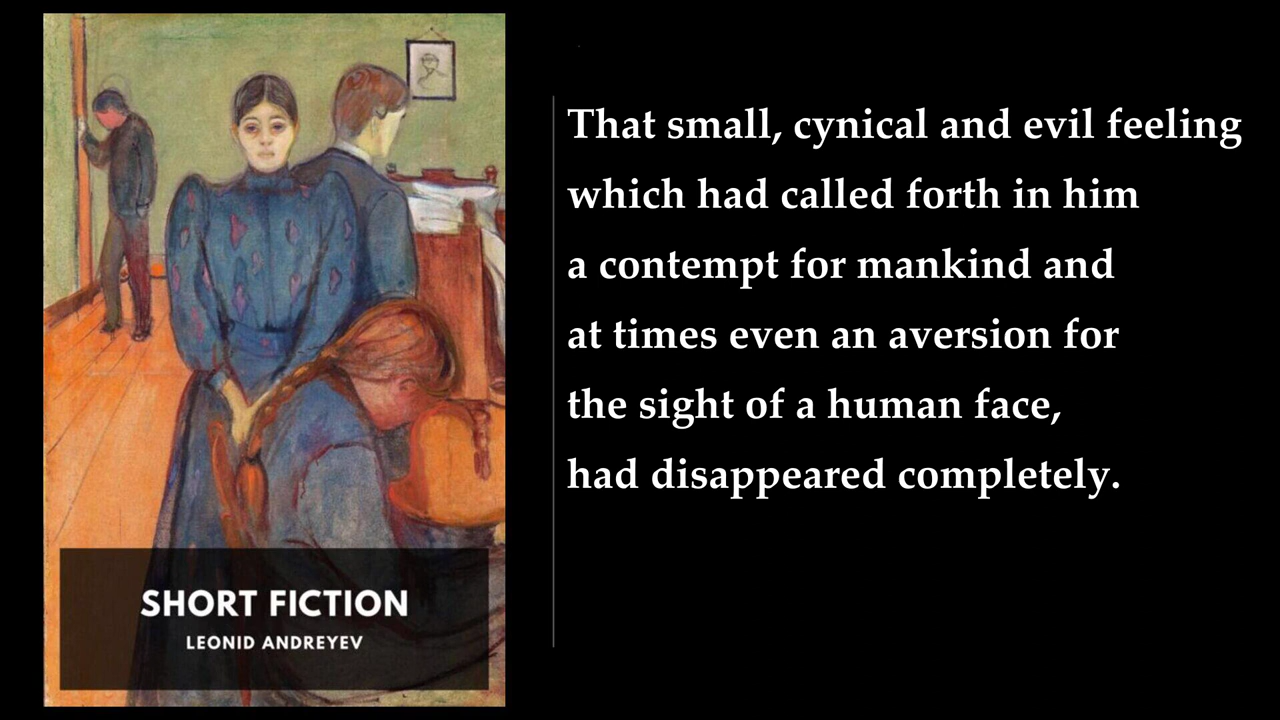 SHORT FICTION
LEONID ANDREYEV
That small, cynical and evil feeling
which had called forth in him
a contempt for mankind and
at times even an aversion for
the sight of a human face,
had disappeared completely.